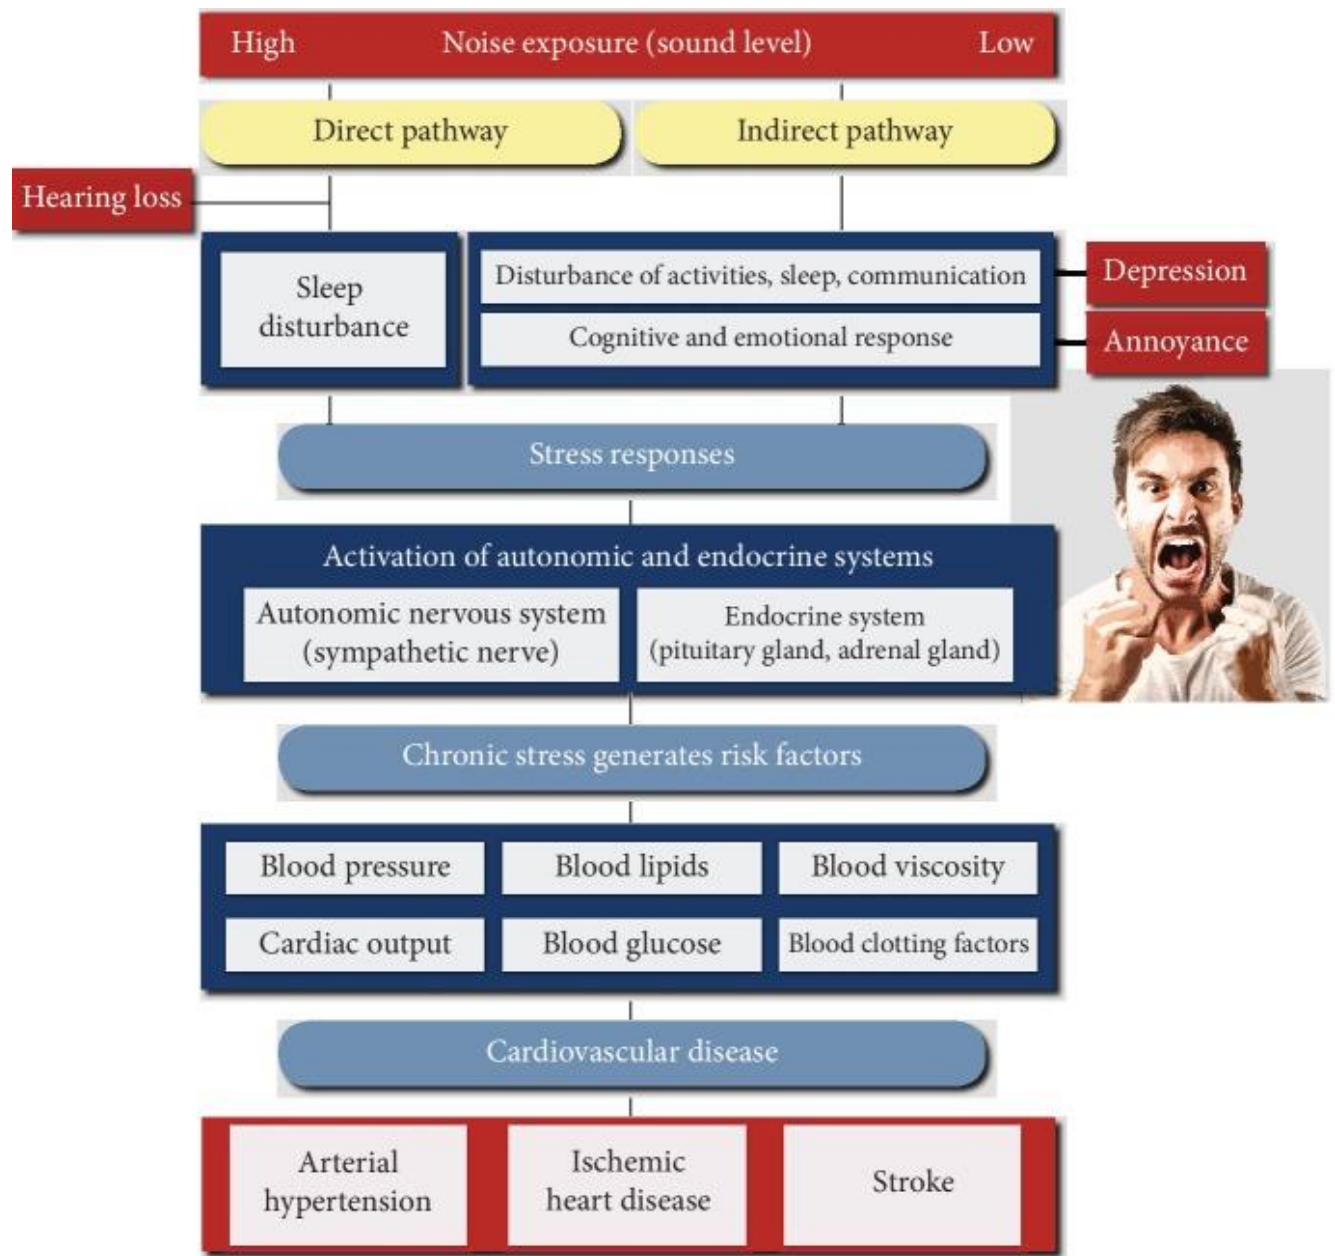 High Noise exposure (sound level) Low
Direct pathway
Indirect pathway
Hearing loss
Sleep
disturbance
Disturbance of activities, sleep, communication
Cognitive and emotional response
Depression
Annoyance
Stress responses
Activation of autonomic and endocrine systems
Autonomic nervous system
(sympathetic nerve)
Endocrine system
(pituitary gland, adrenal gland)
Chronic stress generates risk factors
Blood pressure
Blood lipids
Blood viscosity
Cardiac output
Blood glucose
Blood clotting factors
Cardiovascular disease
Arterial
hypertension
Ischemic
heart disease
Stroke